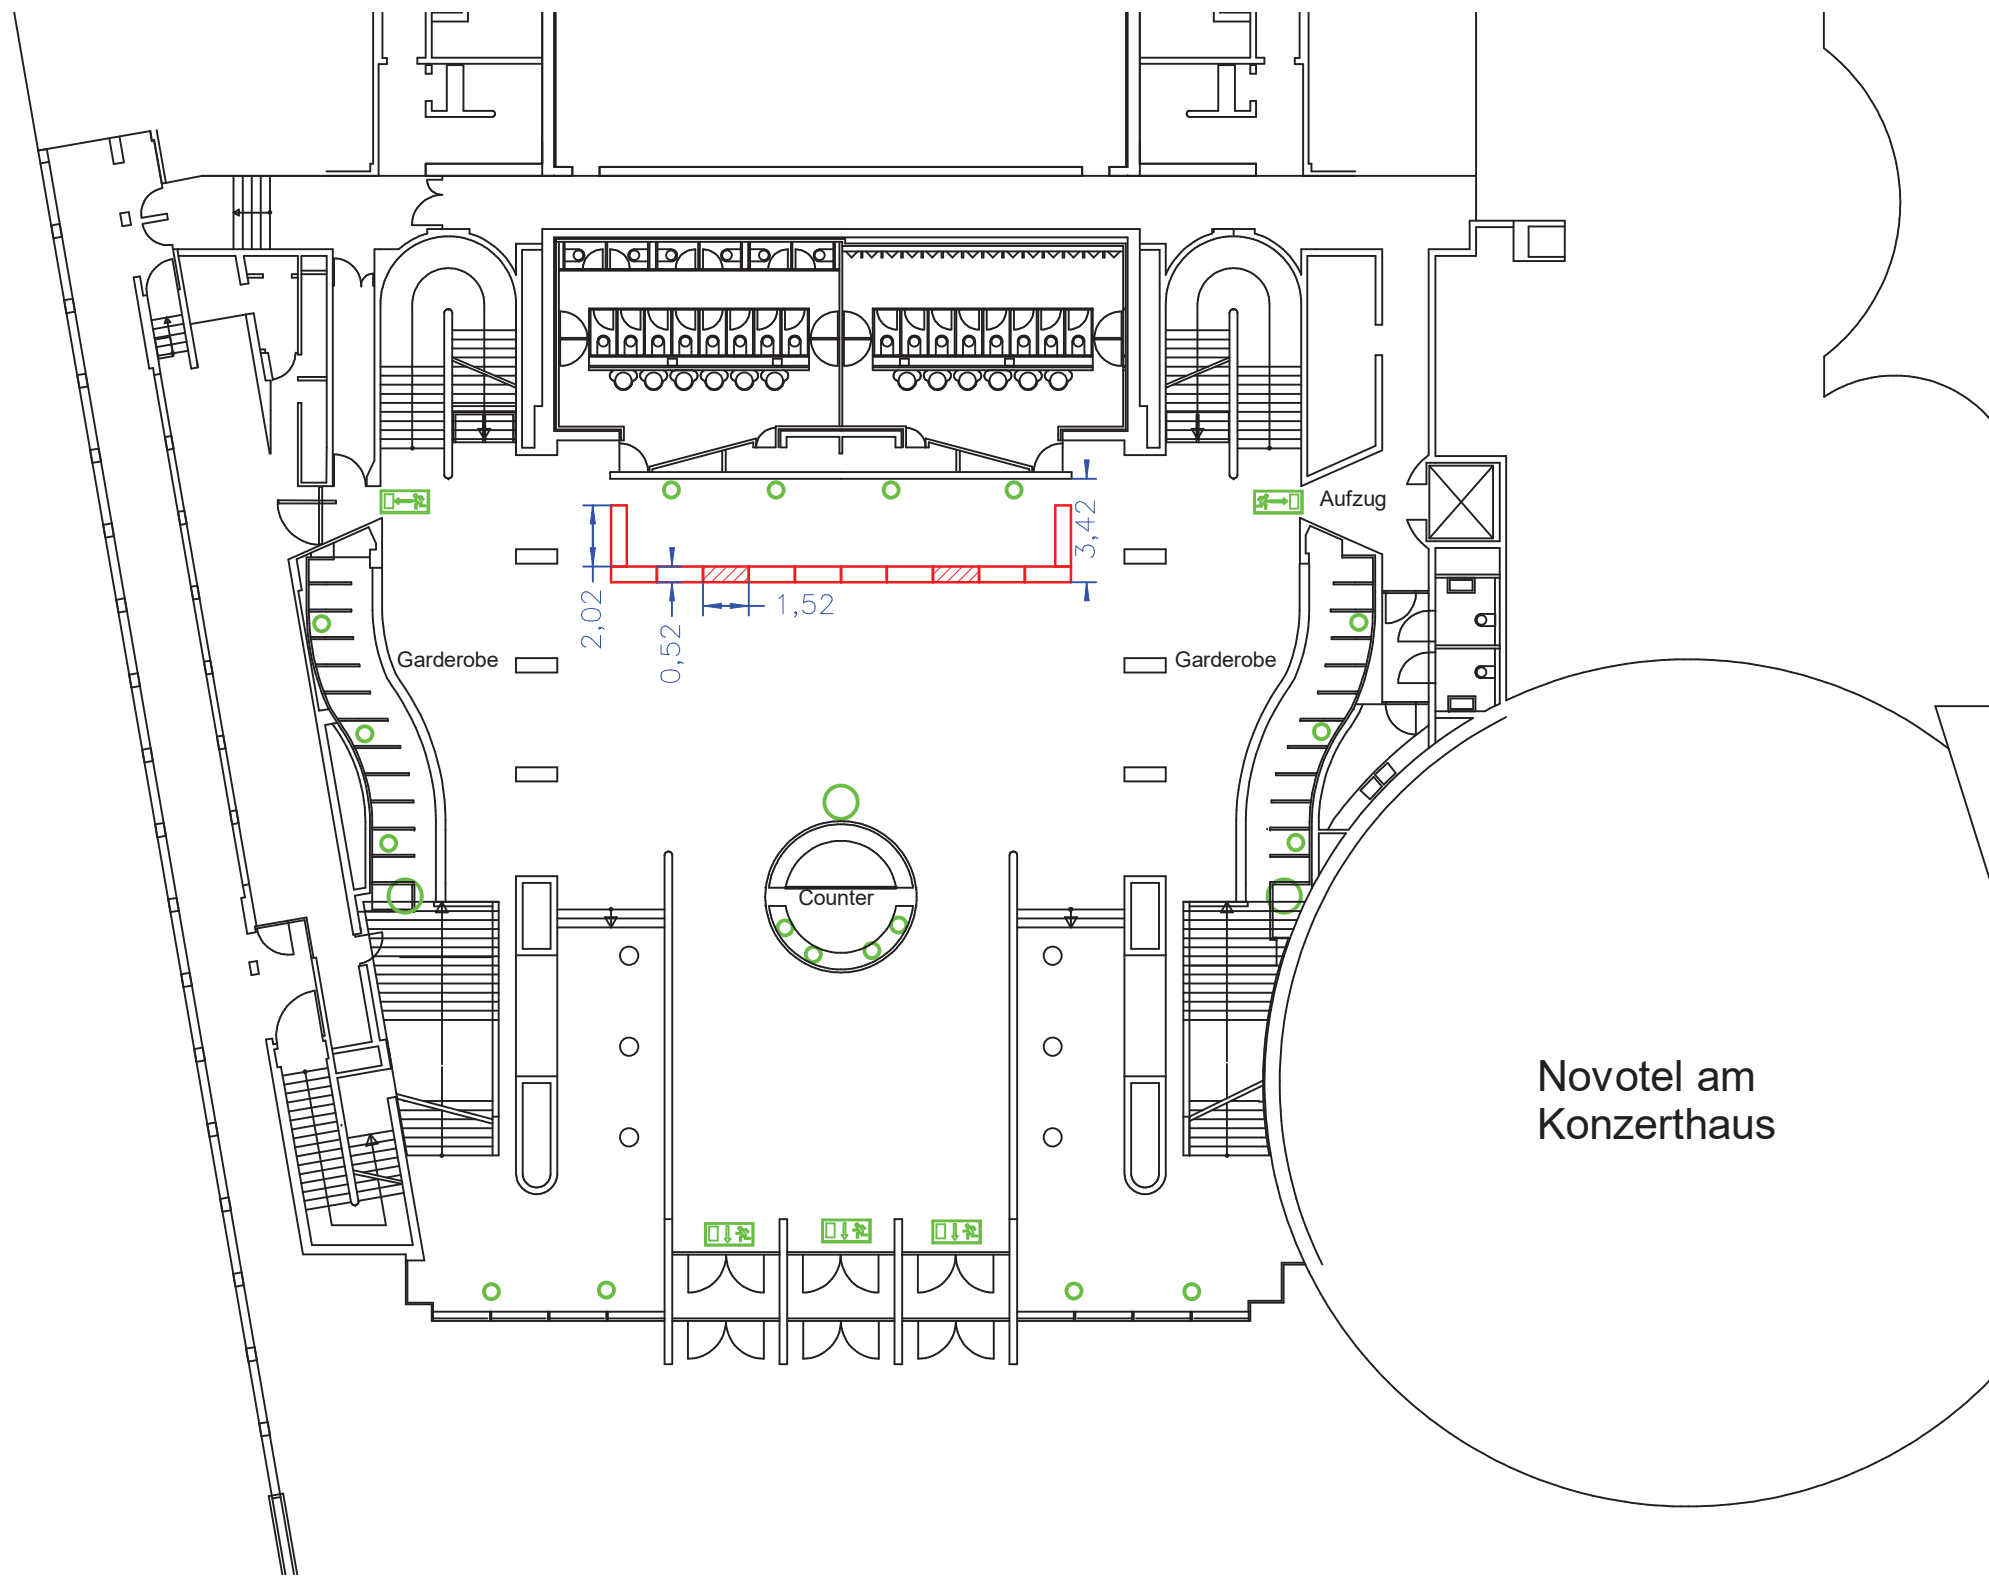 Aufzug
3,42
2,02
0,52
1,52
Garderobe
Garderobe
Counter
Novotel am
Konzerthaus